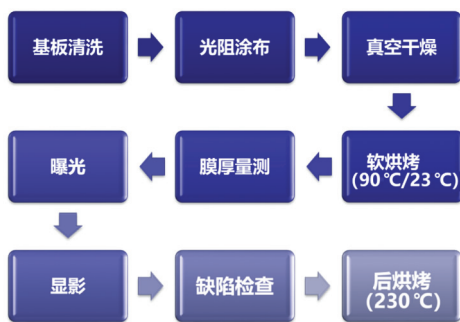 基板清洗
光阻涂布
真空干燥
软烘烤
(90℃/23℃)
膜厚量测
曝光
显影
缺陷检查
后烘烤
(230℃)